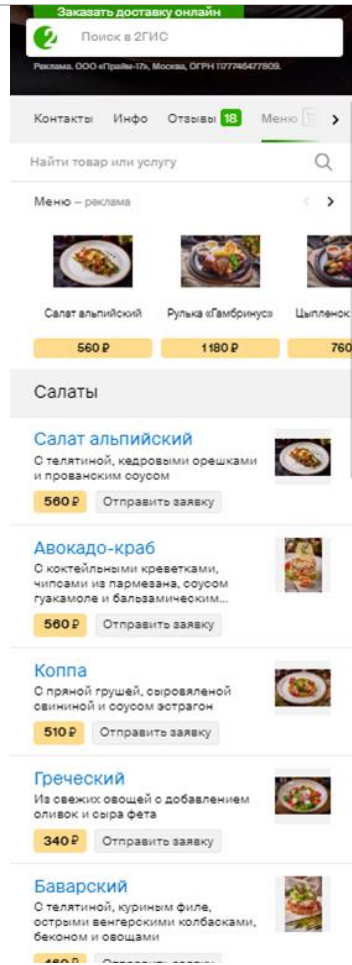 Заказать доставку онлайн
Поиск в 2ГИС
Реклама. ООО «Прайм-17», Москва, ОГРН 1177746477809.
Контакты Инфо Отзывы 18 Меню
Найти товар или услугу
Меню – реклама
Салат альпийский Рулька «Гамбринус» Цыпленок
560 ₽ 1180 ₽ 760
Салаты
Салат альпийский
С телятиной, кедровыми орешками
и прованским соусом
560 ₽ Отправить заявку
Авокадо-краб
С коктейльными креветками,
чипсами из пармезана, соусом
гуакамоле и бальзамическим...
560 ₽ Отправить заявку
Коппа
С пряной грушей, сыровяленой
свининой и соусом эстрагон
510 ₽ Отправить заявку
Греческий
Из свежих овощей с добавлением
оливок и сыра фета
340 ₽ Отправить заявку
Баварский
С телятиной, куриным филе,
острыми венгерскими колбасками,
беконом и овощами
460 ₽ Отправить заявку